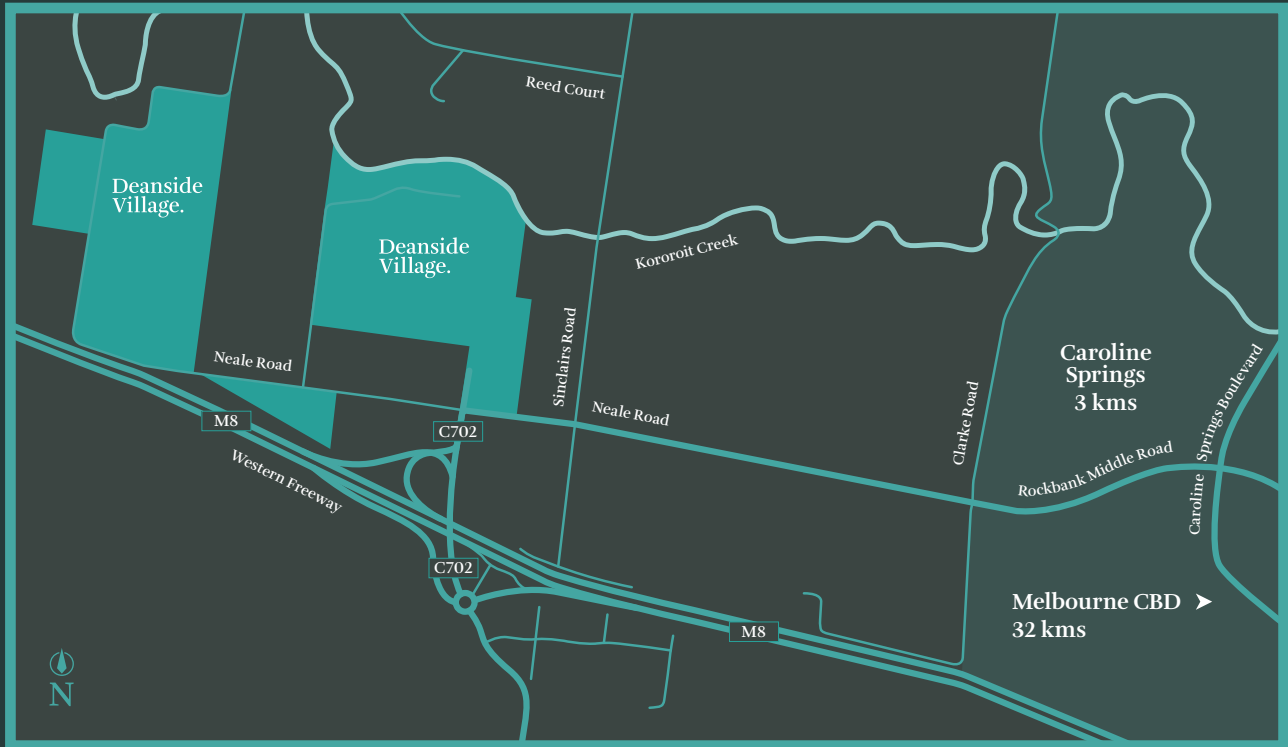 Reed Court
Deanside
Village.
Deanside
Village.
Kororoit Creek
Sinclairs Road
Neale Road
Neale Road
M8
C702
Western Freeway
C702
M8
Clarke Road
Caroline
Springs
3 kms
Caroline Springs Boulevard
Rockbank Middle Road
Melbourne CBD ➤
32 kms
N